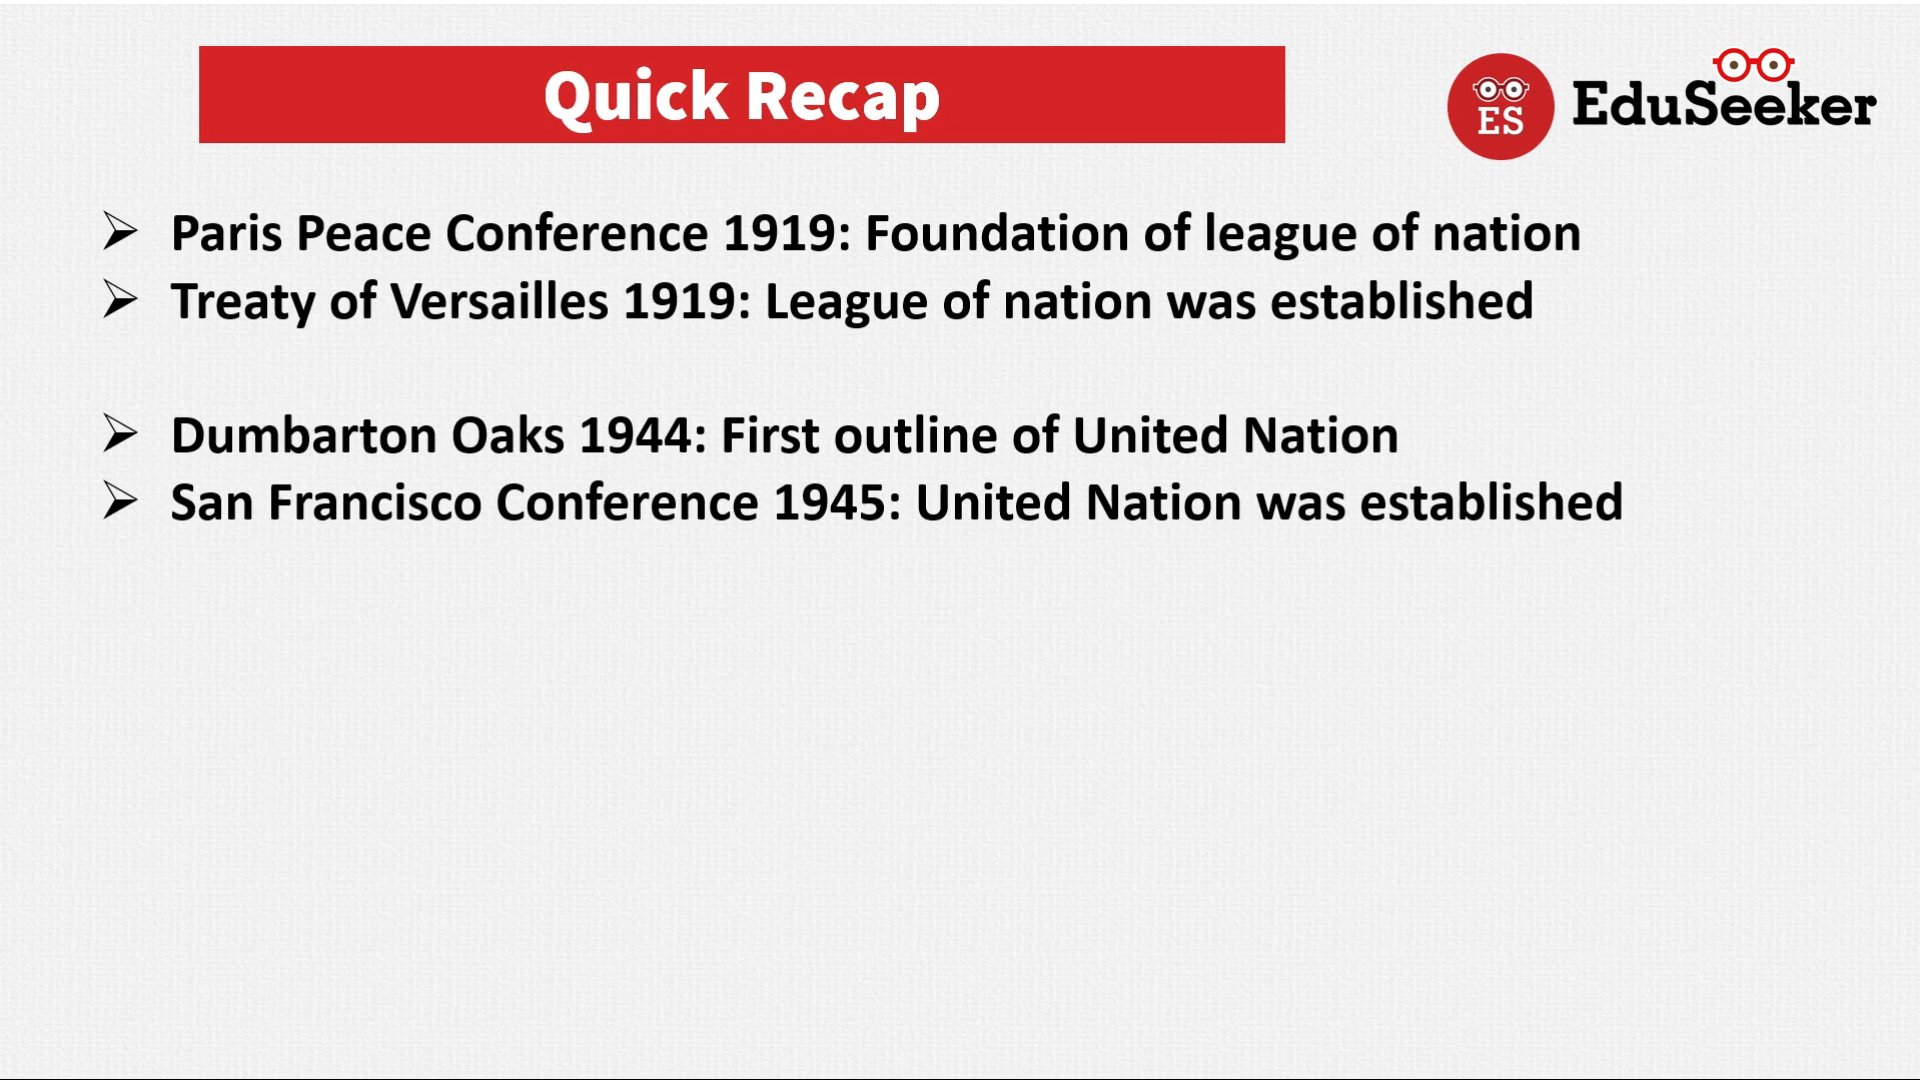 Quick Recap
ES
EduSeeker
➢ Paris Peace Conference 1919: Foundation of league of nation
➢ Treaty of Versailles 1919: League of nation was established
➢ Dumbarton Oaks 1944: First outline of United Nation
➢ San Francisco Conference 1945: United Nation was established